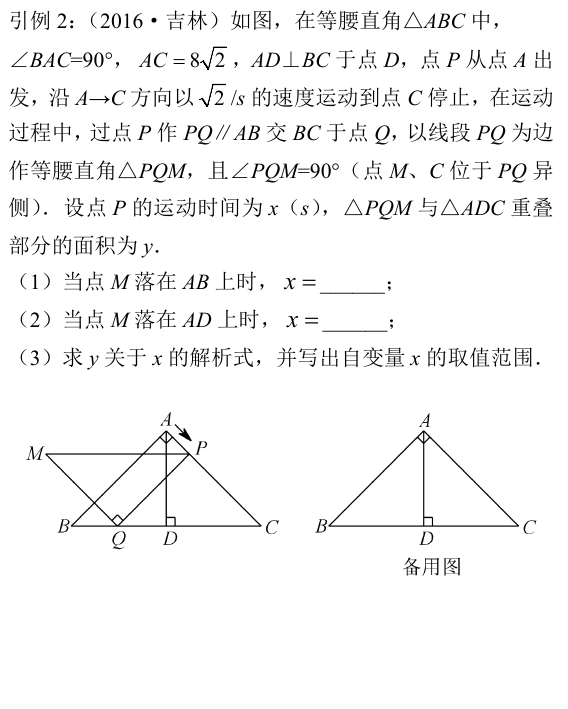 引例 2：（2016·吉林）如图，在等腰直角△ABC 中，
∠BAC=90°， AC = 8√2 ，AD⊥BC 于点 D，点 P 从点 A 出
发，沿 A→C 方向以 √2 /s 的速度运动到点 C 停止，在运动
过程中，过点 P 作 PQ∥AB 交 BC 于点 Q，以线段 PQ 为边
作等腰直角△PQM，且∠PQM=90°（点 M、C 位于 PQ 异
侧）．设点 P 的运动时间为 x（s），△PQM 与△ADC 重叠
部分的面积为 y．
（1）当点 M 落在 AB 上时， x =______；
（2）当点 M 落在 AD 上时， x =______；
（3）求 y 关于 x 的解析式，并写出自变量 x 的取值范围．
A
M
P
B
Q
D
C
A
B
D
C
备用图